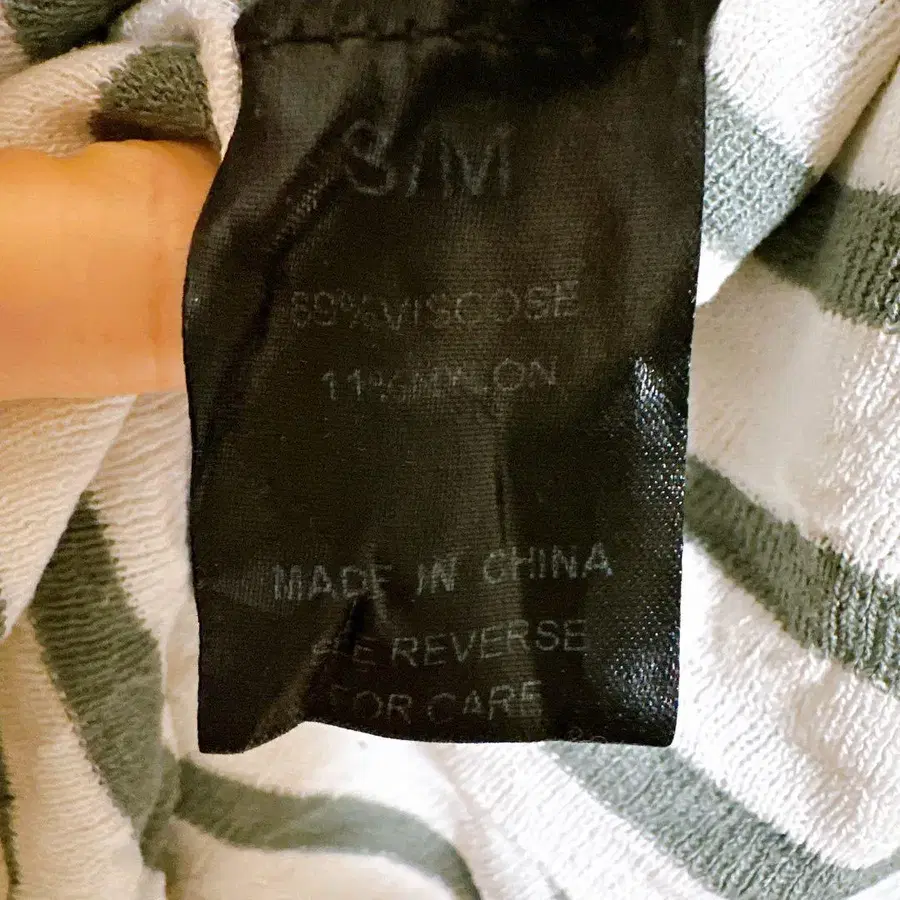 S/M
89%VISCOSE
11%NYLON
MADE IN CHINA
SEE REVERSE
FOR CARE